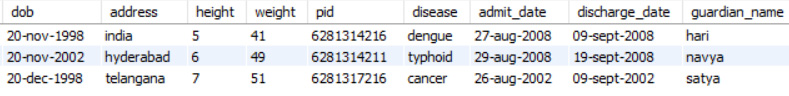 dob address height weight pid disease admit_date discharge_date guardian_name
20-nov-1998 india 5 41 6281314216 dengue 27-aug-2008 09-sept-2008 hari
20-nov-2002 hyderabad 6 49 6281314211 typhoid 29-aug-2008 19-sept-2008 navya
20-dec-1998 telangana 7 51 6281317216 cancer 26-aug-2002 09-sept-2002 satya